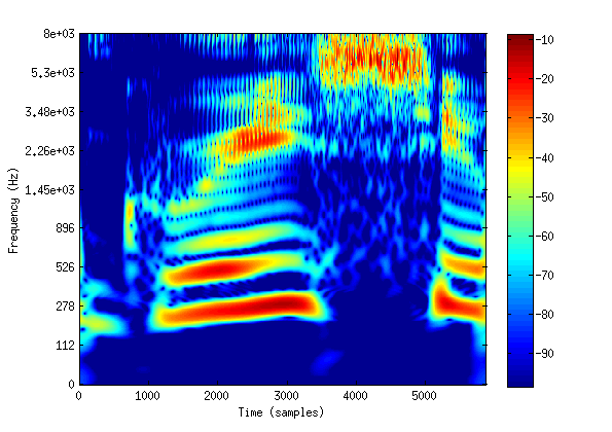 8e+03
5,3e+03
3,48e+03
2,26e+03
1,45e+03
896
526
278
112
0
Frequency (Hz)
0 1000 2000 3000 4000 5000
Time (samples)
-10
-20
-30
-40
-50
-60
-70
-80
-90